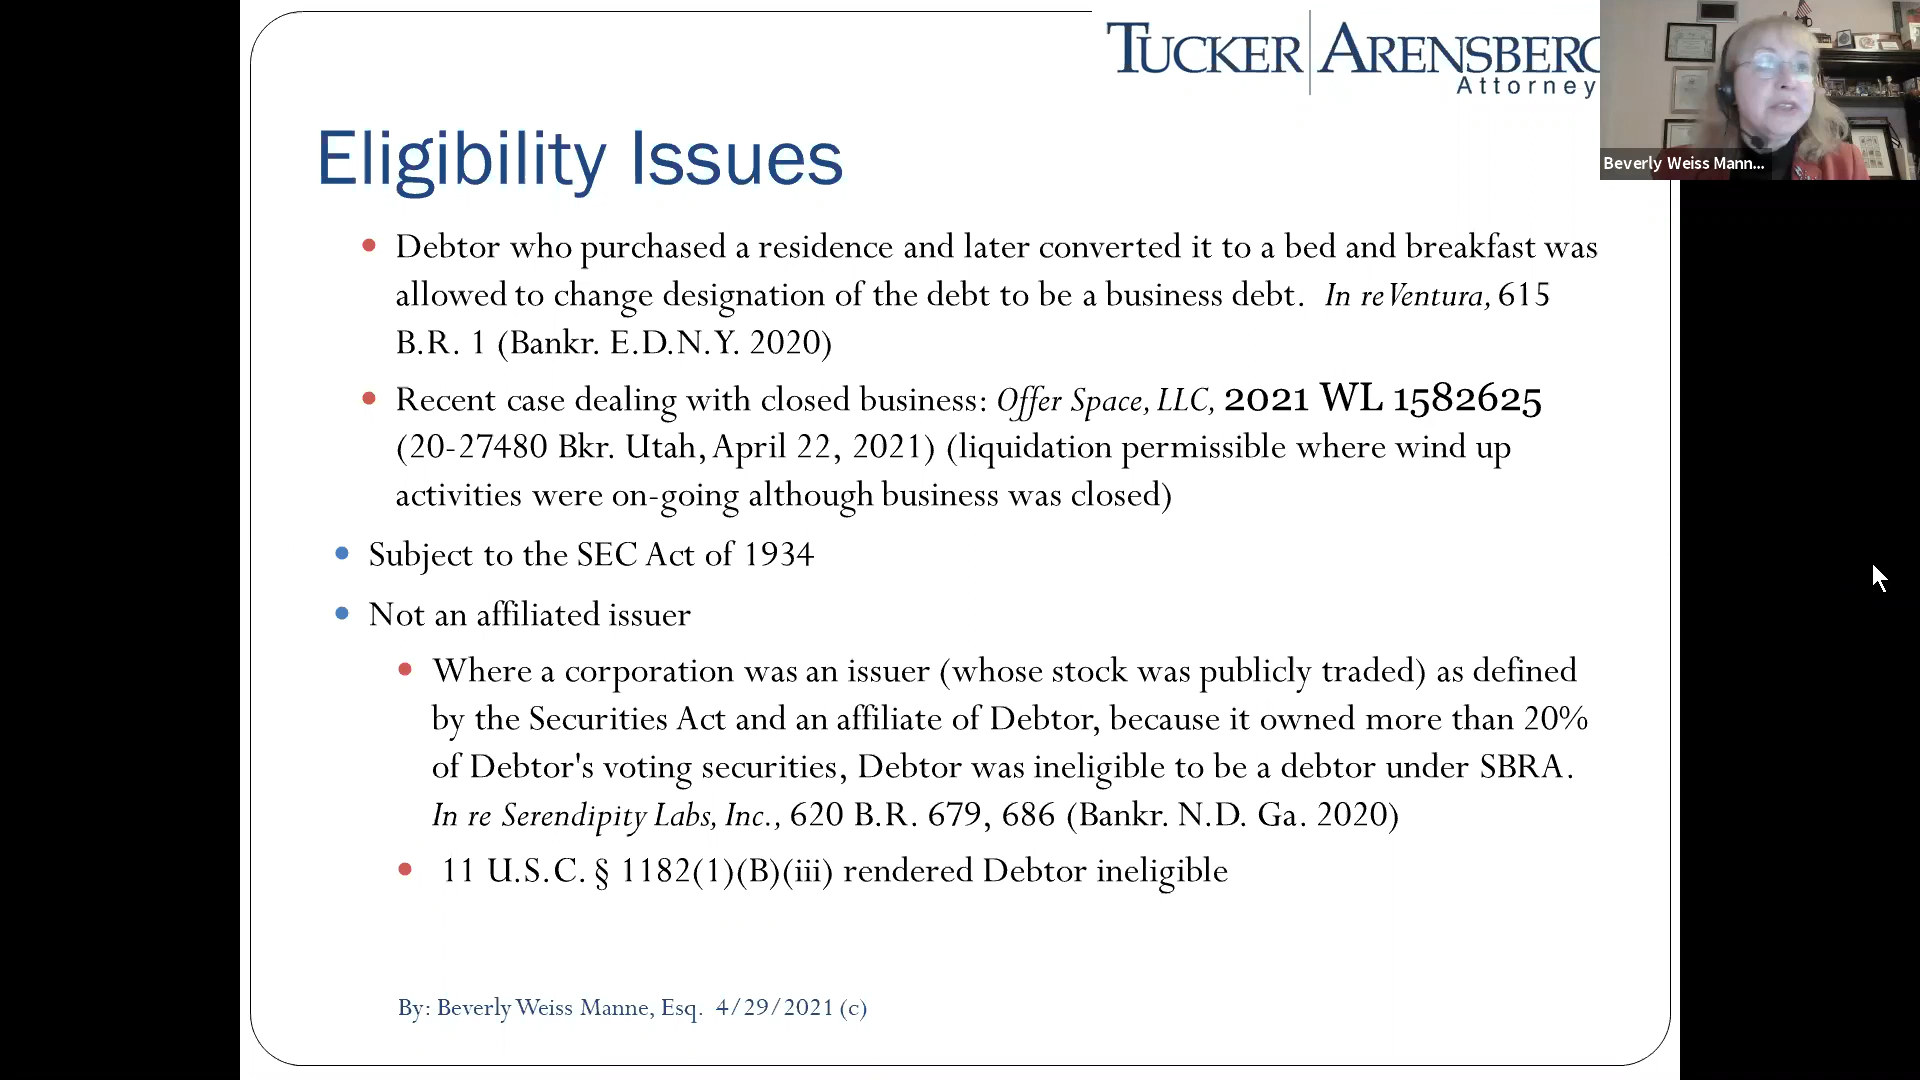 TUCKER ARENSBERG
Attorney
Beverly Weiss Mann...
Eligibility Issues
• Debtor who purchased a residence and later converted it to a bed and breakfast was
allowed to change designation of the debt to be a business debt. In re Ventura, 615
B.R. 1 (Bankr. E.D.N.Y. 2020)
• Recent case dealing with closed business: Offer Space, LLC, 2021 WL 1582625
(20-27480 Bkr. Utah, April 22, 2021) (liquidation permissible where wind up
activities were on-going although business was closed)
• Subject to the SEC Act of 1934
• Not an affiliated issuer
• Where a corporation was an issuer (whose stock was publicly traded) as defined
by the Securities Act and an affiliate of Debtor, because it owned more than 20%
of Debtor's voting securities, Debtor was ineligible to be a debtor under SBRA.
In re Serendipity Labs, Inc., 620 B.R. 679, 686 (Bankr. N.D. Ga. 2020)
• 11 U.S.C. § 1182(1)(B)(iii) rendered Debtor ineligible
By: Beverly Weiss Manne, Esq. 4/29/2021 (c)